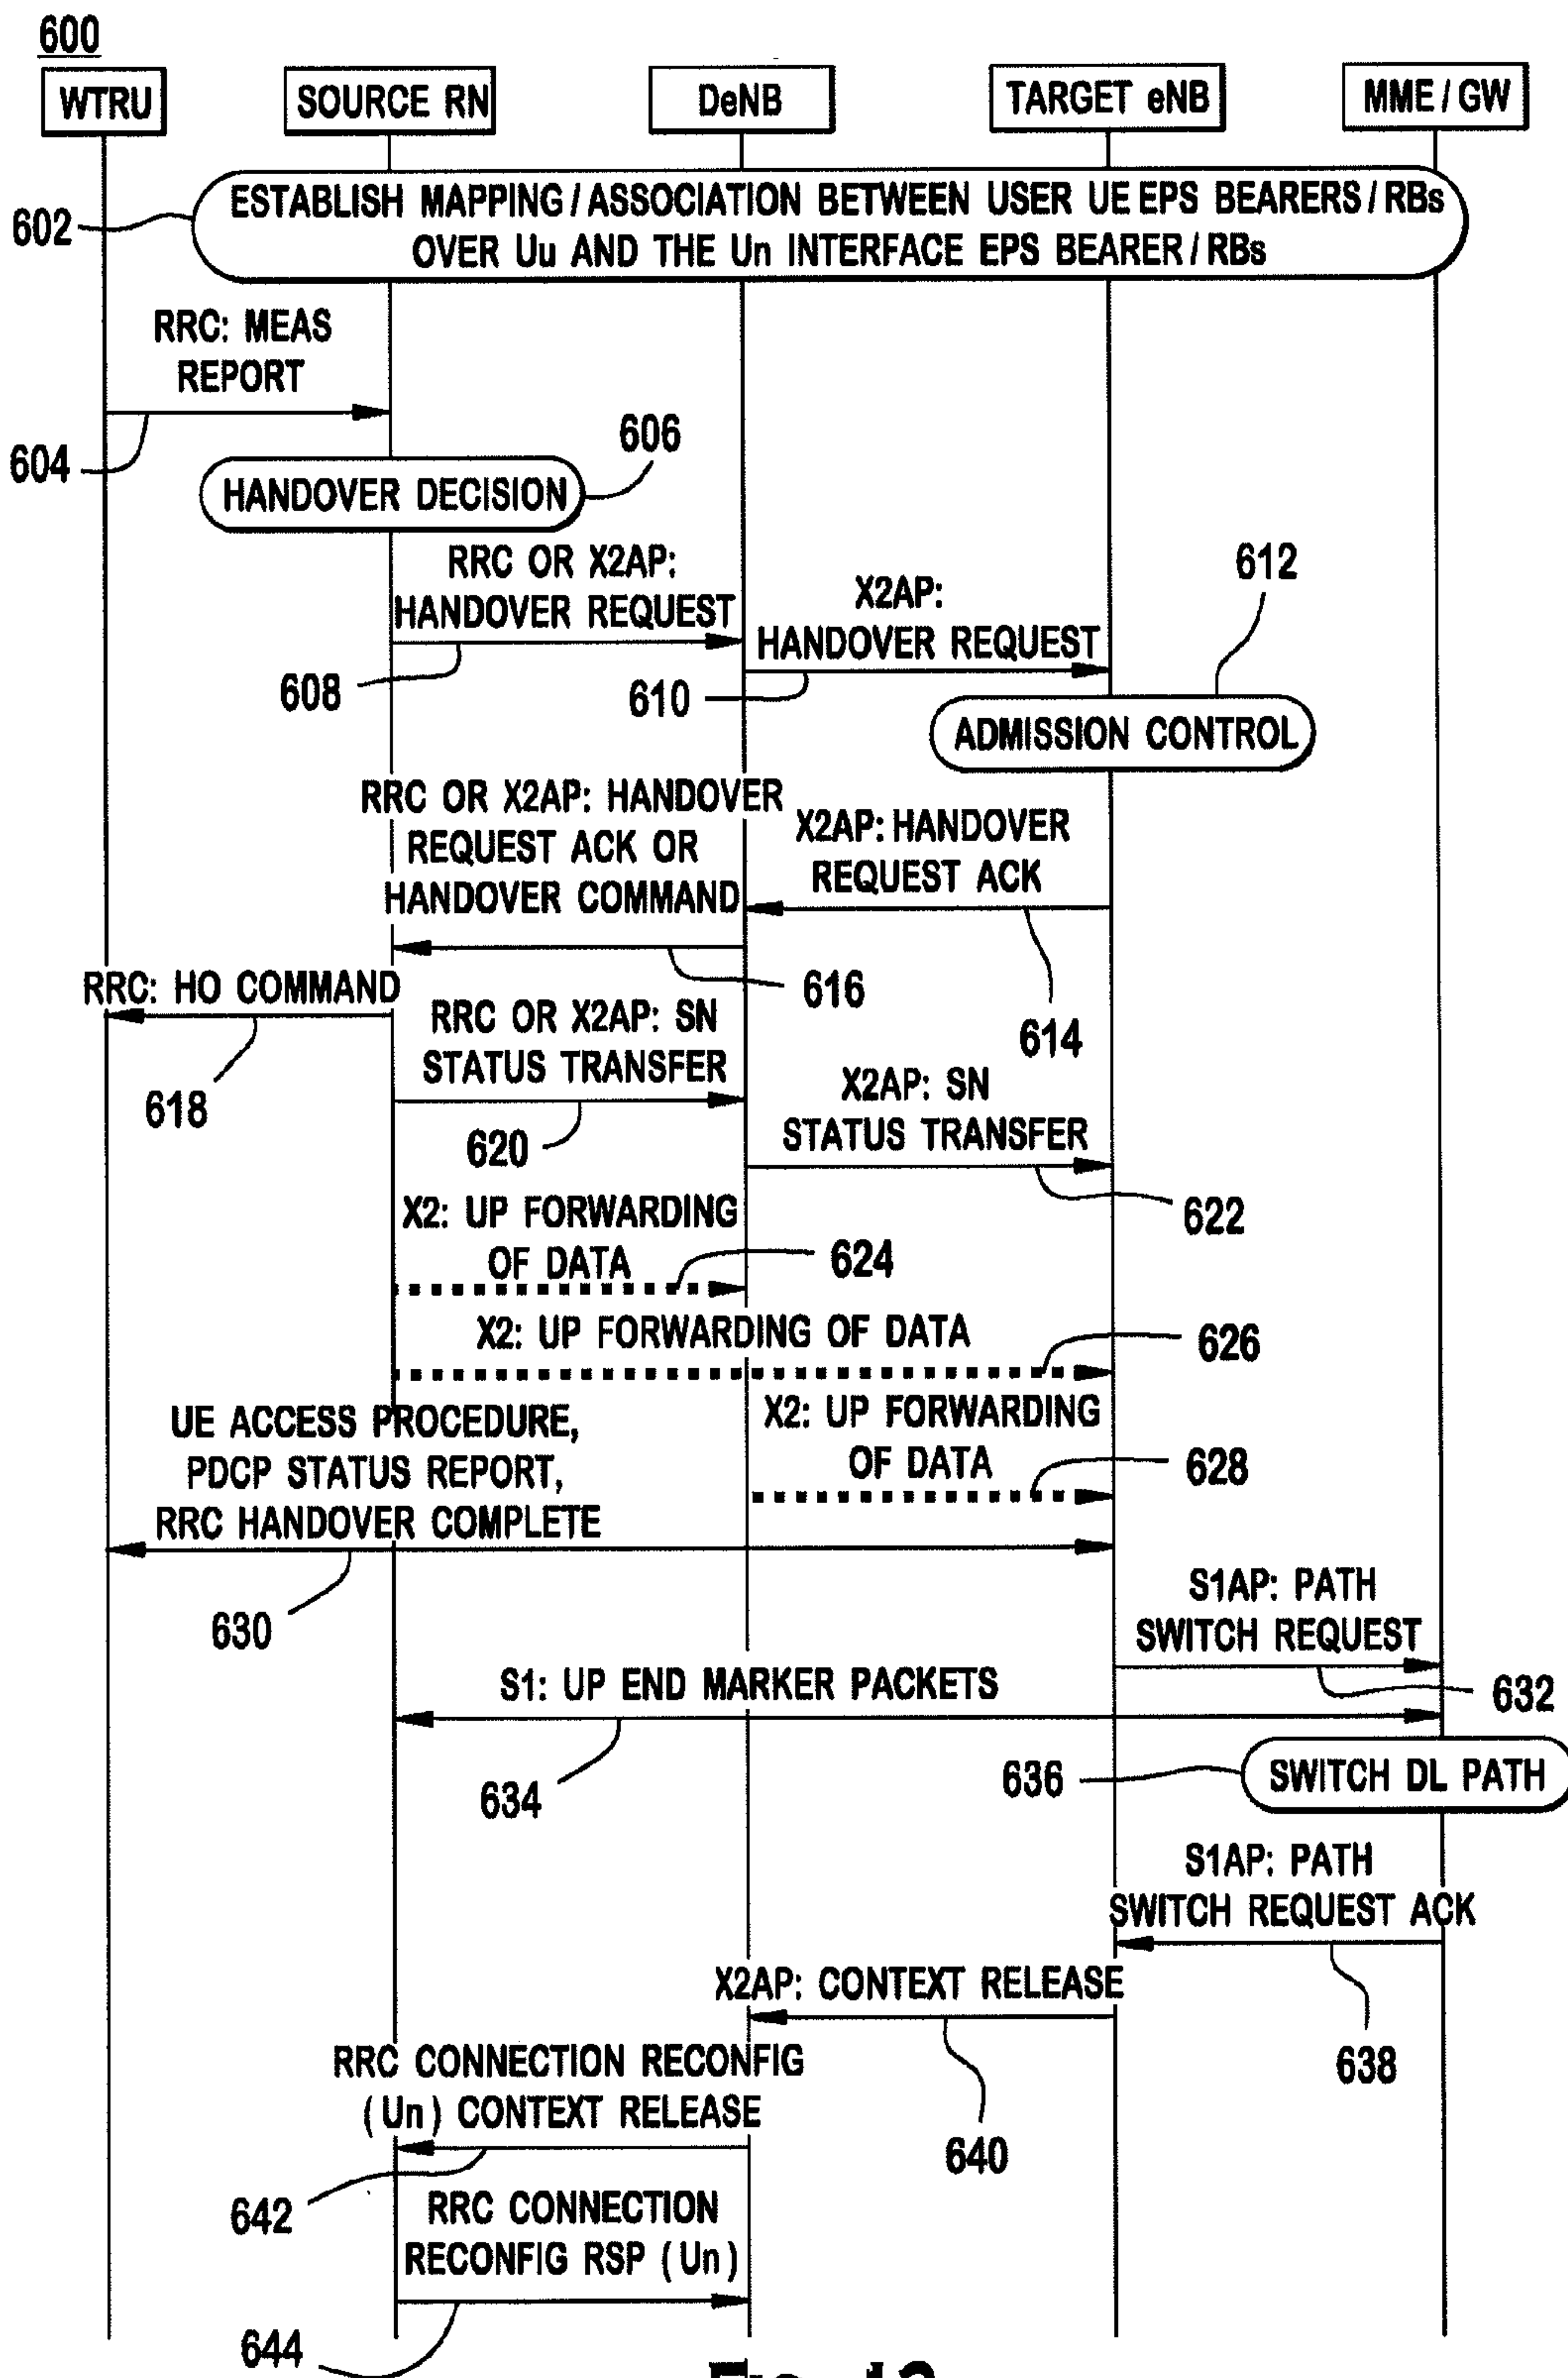 600
WTRU
SOURCE RN
DeNB
TARGET eNB
MME / GW
ESTABLISH MAPPING / ASSOCIATION BETWEEN USER UE EPS BEARERS / RBs
OVER Uu AND THE Un INTERFACE EPS BEARER / RBs
602
RRC: MEAS
REPORT
604
606
HANDOVER DECISION
RRC OR X2AP:
HANDOVER REQUEST
608
X2AP:
HANDOVER REQUEST
610
612
ADMISSION CONTROL
RRC OR X2AP: HANDOVER
REQUEST ACK OR
HANDOVER COMMAND
X2AP: HANDOVER
REQUEST ACK
616
614
RRC: HO COMMAND
618
RRC OR X2AP: SN
STATUS TRANSFER
620
X2AP: SN
STATUS TRANSFER
622
X2: UP FORWARDING
OF DATA
624
X2: UP FORWARDING OF DATA
626
X2: UP FORWARDING
OF DATA
628
UE ACCESS PROCEDURE,
PDCP STATUS REPORT,
RRC HANDOVER COMPLETE
630
S1AP: PATH
SWITCH REQUEST
632
S1: UP END MARKER PACKETS
634
636
SWITCH DL PATH
S1AP: PATH
SWITCH REQUEST ACK
638
X2AP: CONTEXT RELEASE
640
RRC CONNECTION RECONFIG
(Un) CONTEXT RELEASE
642
RRC CONNECTION
RECONFIG RSP (Un)
644